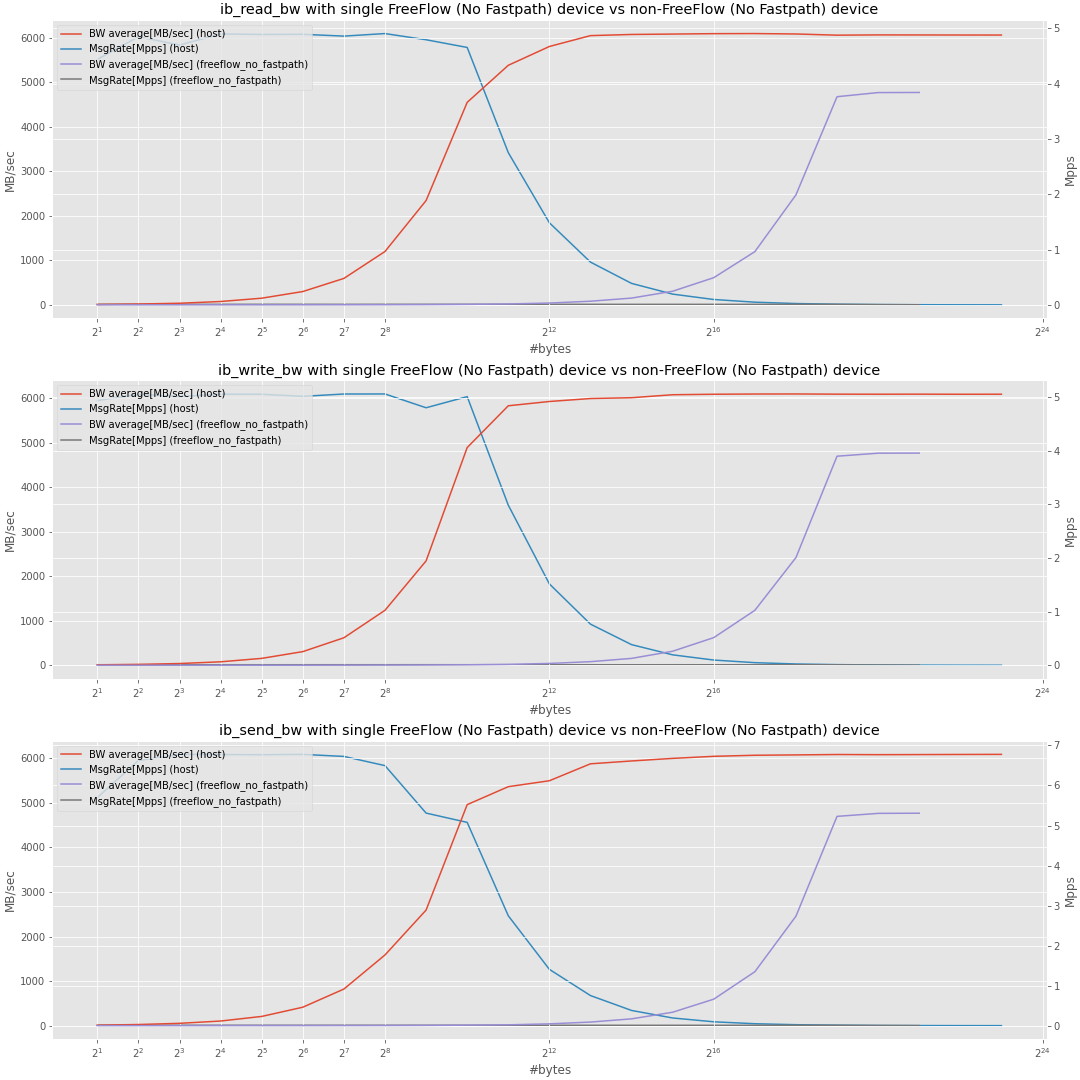 ib_read_bw with single FreeFlow (No Fastpath) device vs non-FreeFlow (No Fastpath) device
BW average[MB/sec] (host)
MsgRate[Mpps] (host)
BW average[MB/sec] (freeflow_no_fastpath)
MsgRate[Mpps] (freeflow_no_fastpath)
6000
5000
4000
3000
2000
1000
0
MB/sec
5
4
3
2
1
0
Mpps
2^1 2^2 2^3 2^4 2^5 2^6 2^7 2^8 2^12 2^16 2^24
#bytes
ib_write_bw with single FreeFlow (No Fastpath) device vs non-FreeFlow (No Fastpath) device
BW average[MB/sec] (host)
MsgRate[Mpps] (host)
BW average[MB/sec] (freeflow_no_fastpath)
MsgRate[Mpps] (freeflow_no_fastpath)
6000
5000
4000
3000
2000
1000
0
MB/sec
5
4
3
2
1
0
Mpps
2^1 2^2 2^3 2^4 2^5 2^6 2^7 2^8 2^12 2^16 2^24
#bytes
ib_send_bw with single FreeFlow (No Fastpath) device vs non-FreeFlow (No Fastpath) device
BW average[MB/sec] (host)
MsgRate[Mpps] (host)
BW average[MB/sec] (freeflow_no_fastpath)
MsgRate[Mpps] (freeflow_no_fastpath)
6000
5000
4000
3000
2000
1000
0
MB/sec
7
6
5
4
3
2
1
0
Mpps
2^1 2^2 2^3 2^4 2^5 2^6 2^7 2^8 2^12 2^16 2^24
#bytes